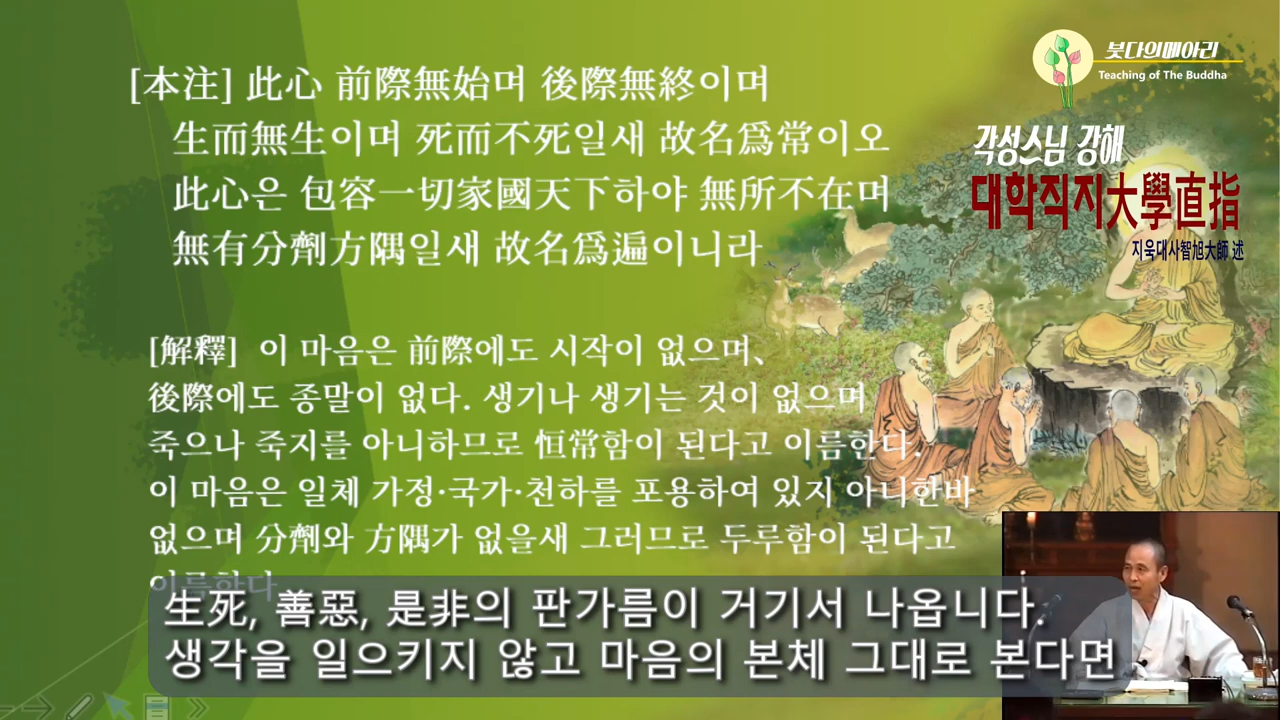 [本注] 此心 前際無始며 後際無終이며
生而無生이며 死而不死일새 故名爲常이오
此心은 包容一切家國天下하야 無所不在며
無有分劑方隅일새 故名爲遍이니라
[解釋] 이 마음은 前際에도 시작이 없으며、
後際에도 종말이 없다. 생기나 생기는 것이 없으며
죽으나 죽지를 아니하므로 恒常함이 된다고 이름한다.
이 마음은 일체 가정·국가·천하를 포용하여 있지 아니한바
없으며 分劑와 方隅가 없을새 그러므로 두루함이 된다고
이름한다
붓다의메아리
Teaching of The Buddha
각성스님 강해
대학직지大學直指
지욱대사智旭大師 述
生死, 善惡, 是非의 판가름이 거기서 나옵니다.
생각을 일으키지 않고 마음의 본체 그대로 본다면